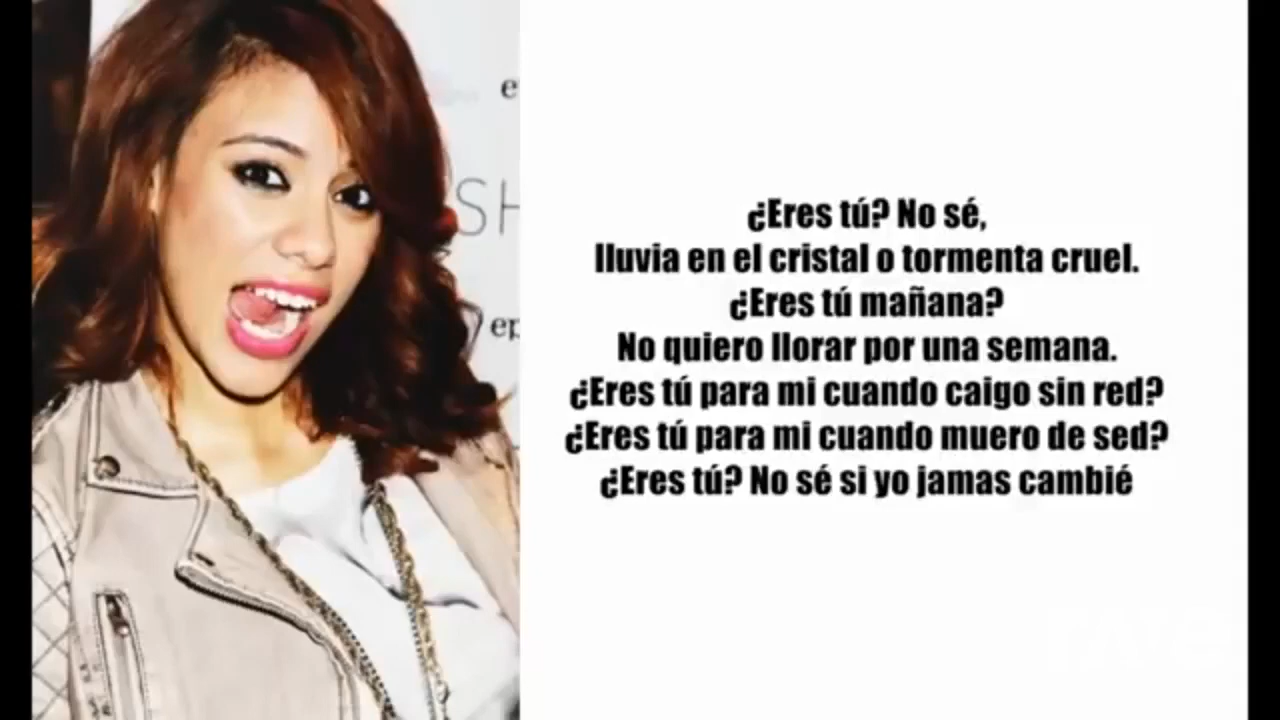 e
SH
ep
¿Eres tú? No sé,
lluvia en el cristal o tormenta cruel.
¿Eres tú mañana?
No quiero llorar por una semana.
¿Eres tú para mi cuando caigo sin red?
¿Eres tú para mi cuando muero de sed?
¿Eres tú? No sé si yo jamas cambié